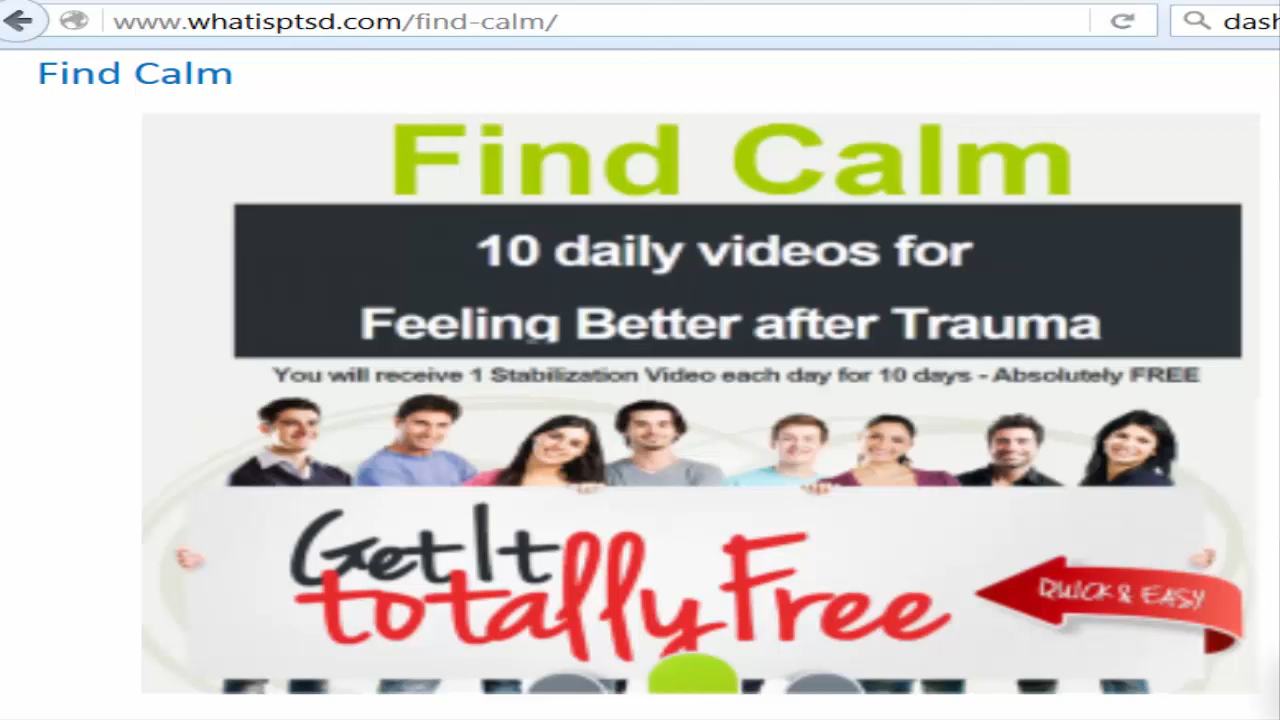 www.whatisptsd.com/find-calm/
dash
Find Calm
Find Calm
10 daily videos for
Feeling Better after Trauma
You will receive 1 Stabilization Video each day for 10 days - Absolutely FREE
Get It
totally Free
QUICK & EASY